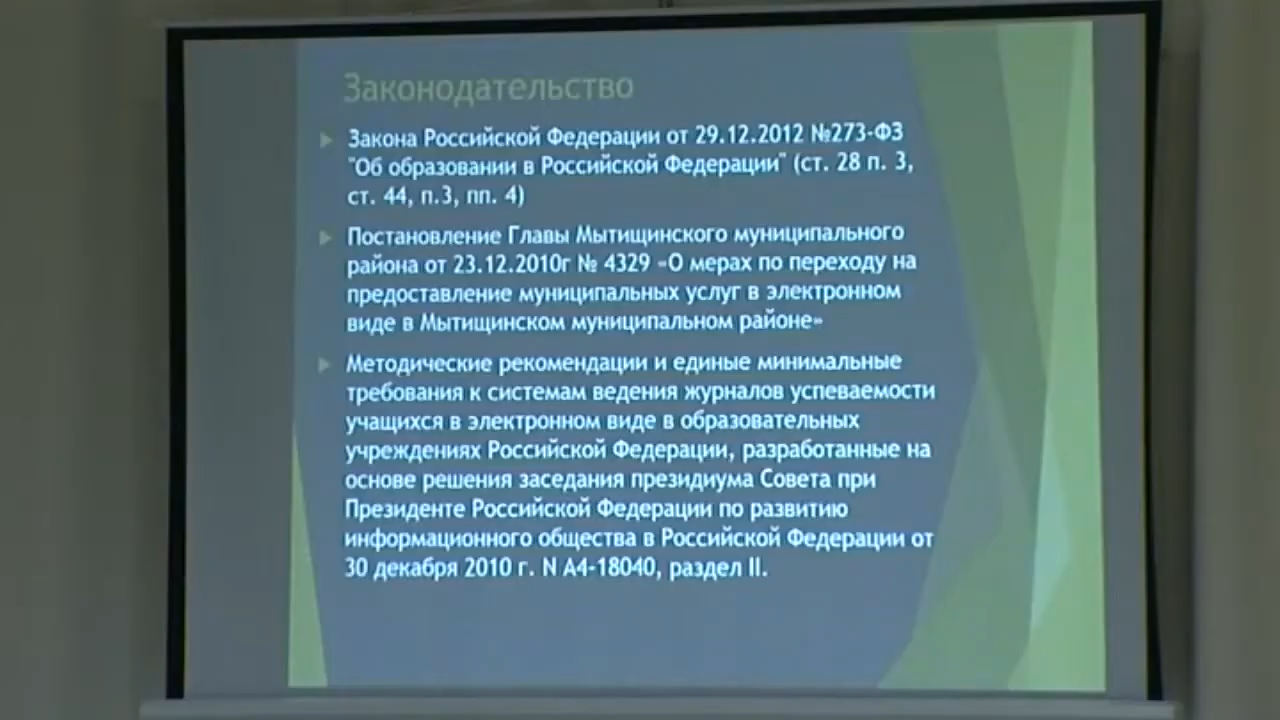 Законодательство
Закона Российской Федерации от 29.12.2012 №273-ФЗ
"Об образовании в Российской Федерации" (ст. 28 п. 3,
ст. 44, п.3, пп. 4)
Постановление Главы Мытищинского муниципального
района от 23.12.2010г № 4329 «О мерах по переходу на
предоставление муниципальных услуг в электронном
виде в Мытищинском муниципальном районе»
Методические рекомендации и единые минимальные
требования к системам ведения журналов успеваемости
учащихся в электронном виде в образовательных
учреждениях Российской Федерации, разработанные на
основе решения заседания президиума Совета при
Президенте Российской Федерации по развитию
информационного общества в Российской Федерации от
30 декабря 2010 г. N А4-18040, раздел II.